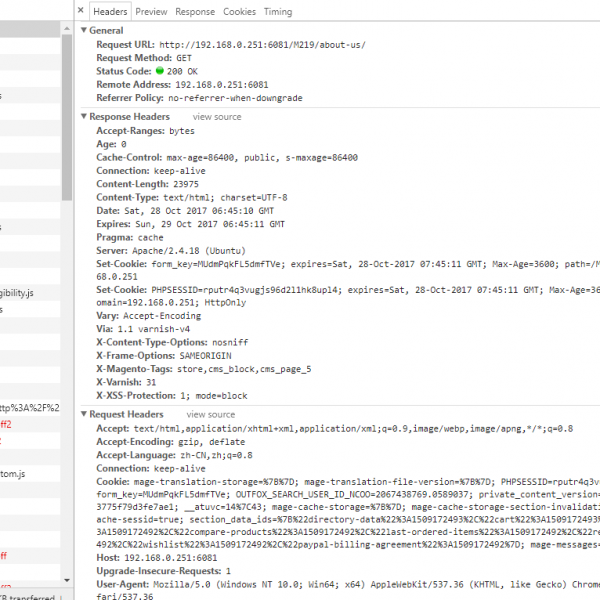 × Headers Preview Response Cookies Timing
▼ General
Request URL: http://192.168.0.251:6081/M219/about-us/
Request Method: GET
Status Code: 200 OK
Remote Address: 192.168.0.251:6081
Referrer Policy: no-referrer-when-downgrade
▼ Response Headers view source
Accept-Ranges: bytes
Age: 0
Cache-Control: max-age=86400, public, s-maxage=86400
Connection: keep-alive
Content-Length: 23975
Content-Type: text/html; charset=UTF-8
Date: Sat, 28 Oct 2017 06:45:10 GMT
Expires: Sun, 29 Oct 2017 06:45:11 GMT
Pragma: cache
Server: Apache/2.4.18 (Ubuntu)
Set-Cookie: form_key=MUdmPqkFL5dmfTVe; expires=Sat, 28-Oct-2017 07:45:11 GMT; Max-Age=3600; path=/M
68.0.251
Set-Cookie: PHPSESSID=rputr4q3vugjs96d2l1hk8upl4; expires=Sat, 28-Oct-2017 07:45:11 GMT; Max-Age=36
omain=192.168.0.251; HttpOnly
Vary: Accept-Encoding
Via: 1.1 varnish-v4
X-Content-Type-Options: nosniff
gibility.js
X-Frame-Options: SAMEORIGIN
s
X-Magento-Tags: store,cms_block,cms_page_5
X-Varnish: 31
X-XSS-Protection: 1; mode=block
ttp%3A%2F%2
▼ Request Headers view source
ff2
Accept: text/html,application/xhtml+xml,application/xml;q=0.9,image/webp,image/apng,*/*;q=0.8
Accept-Encoding: gzip, deflate
Accept-Language: zh-CN,zh;q=0.8
Connection: keep-alive
tom.js
Cookie: mage-translation-storage=%7B%7D; mage-translation-file-version=%7B%7D; PHPSESSID=rputr4q3v
form_key=MUdmPqkFL5dmfTVe; OUTFOX_SEARCH_USER_ID_NCOO=2067438769.0589037; private_content_version=
3775f79d3fe7ae1; __atuvc=14%7C43; mage-cache-storage=%7B%7D; mage-cache-storage-section-invalidati
ache-sessid=true; section_data_ids=%7B%22directory-data%22%3A1509172493%2C%22cart%22%3A1509172493%
3A1509172492%2C%22compare-products%22%3A1509172492%2C%22last-ordered-items%22%3A1509172492%2C%22re
492%2C%22wishlist%22%3A1509172492%2C%22paypal-billing-agreement%22%3A1509172492%7D; mage-messages=
ff
Host: 192.168.0.251:6081
Upgrade-Insecure-Requests: 1
User-Agent: Mozilla/5.0 (Windows NT 10.0; Win64; x64) AppleWebKit/537.36 (KHTML, like Gecko) Chrome
fari/537.36
transferred